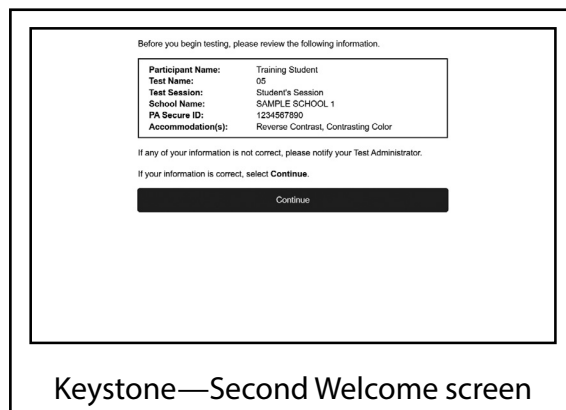 Before you begin testing, please review the following information.
Participant Name: Training Student
Test Name: 05
Test Session: Student's Session
School Name: SAMPLE SCHOOL 1
PA Secure ID: 1234567890
Accommodation(s): Reverse Contrast, Contrasting Color
If any of your information is not correct, please notify your Test Administrator.
If your information is correct, select Continue.
Continue
Keystone—Second Welcome screen